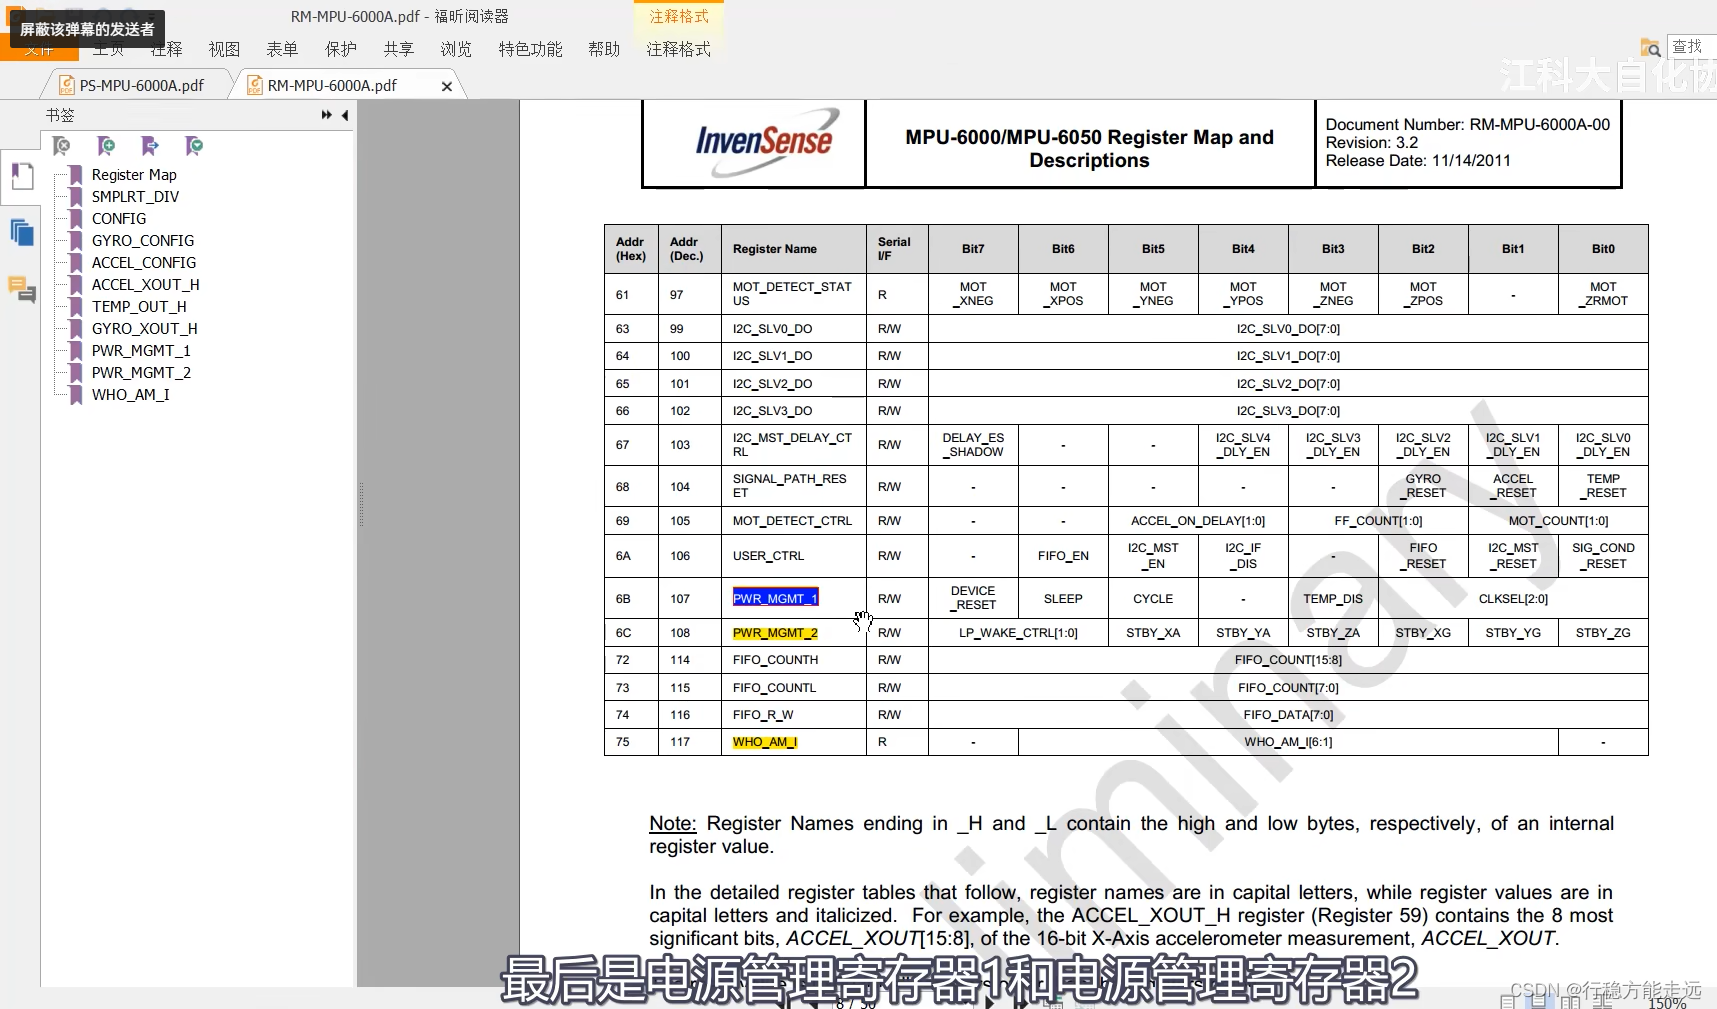 RM-MPU-6000A.pdf - 福昕阅读器
注释格式
屏蔽该弹幕的发送者
文件 主页 注释 视图 表单 保护 共享 浏览 特色功能 帮助 注释格式
查找
江科大自化协
PS-MPU-6000A.pdf
RM-MPU-6000A.pdf
书签
Register Map
SMPLRT_DIV
CONFIG
GYRO_CONFIG
ACCEL_CONFIG
ACCEL_XOUT_H
TEMP_OUT_H
GYRO_XOUT_H
PWR_MGMT_1
PWR_MGMT_2
WHO_AM_I
InvenSense
MPU-6000/MPU-6050 Register Map and
Descriptions
Document Number: RM-MPU-6000A-00
Revision: 3.2
Release Date: 11/14/2011
Addr (Hex) Addr (Dec.) Register Name Serial I/F Bit7 Bit6 Bit5 Bit4 Bit3 Bit2 Bit1 Bit0
61 97 MOT_DETECT_STATUS R MOT_XNEG MOT_XPOS MOT_YNEG MOT_YPOS MOT_ZNEG MOT_ZPOS - MOT_ZRMOT
63 99 I2C_SLV0_DO R/W I2C_SLV0_DO[7:0]
64 100 I2C_SLV1_DO R/W I2C_SLV1_DO[7:0]
65 101 I2C_SLV2_DO R/W I2C_SLV2_DO[7:0]
66 102 I2C_SLV3_DO R/W I2C_SLV3_DO[7:0]
67 103 I2C_MST_DELAY_CTRL R/W DELAY_ES_SHADOW - - I2C_SLV4_DLY_EN I2C_SLV3_DLY_EN I2C_SLV2_DLY_EN I2C_SLV1_DLY_EN I2C_SLV0_DLY_EN
68 104 SIGNAL_PATH_RESET R/W - - - - - GYRO_RESET ACCEL_RESET TEMP_RESET
69 105 MOT_DETECT_CTRL R/W - - ACCEL_ON_DELAY[1:0] FF_COUNT[1:0] MOT_COUNT[1:0]
6A 106 USER_CTRL R/W - FIFO_EN I2C_MST_EN I2C_IF_DIS - FIFO_RESET I2C_MST_RESET SIG_COND_RESET
6B 107 PWR_MGMT_1 R/W DEVICE_RESET SLEEP CYCLE - TEMP_DIS CLKSEL[2:0]
6C 108 PWR_MGMT_2 R/W LP_WAKE_CTRL[1:0] STBY_XA STBY_YA STBY_ZA STBY_XG STBY_YG STBY_ZG
72 114 FIFO_COUNTH R/W FIFO_COUNT[15:8]
73 115 FIFO_COUNTL R/W FIFO_COUNT[7:0]
74 116 FIFO_R_W R/W FIFO_DATA[7:0]
75 117 WHO_AM_I R - WHO_AM_I[6:1] -
liminary
Note: Register Names ending in _H and _L contain the high and low bytes, respectively, of an internal
register value.
In the detailed register tables that follow, register names are in capital letters, while register values are in
capital letters and italicized. For example, the ACCEL_XOUT_H register (Register 59) contains the 8 most
significant bits, ACCEL_XOUT[15:8], of the 16-bit X-Axis accelerometer measurement, ACCEL_XOUT.
最后是电源管理寄存器1和电源管理寄存器2
CSDN @行稳方能走远
150%